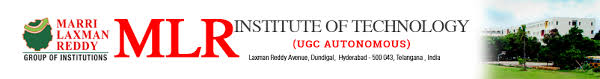 MARRI
LAXMAN
REDDY
GROUP OF INSTITUTIONS
MLR INSTITUTE OF TECHNOLOGY
(UGC AUTONOMOUS)
Laxman Reddy Avenue, Dundigal, Hyderabad - 500 043, Telangana , India